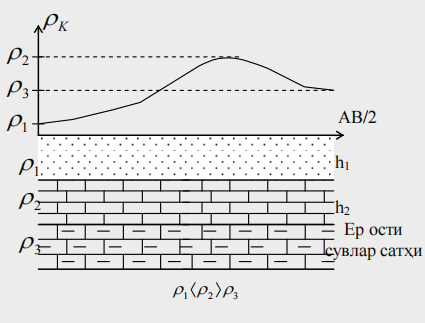 ρK
ρ2
ρ3
ρ1
AB/2
ρ1
h1
ρ2
h2
ρ3
Ер ости
сувлар сатҳи
ρ1⟨ρ2⟩ρ3